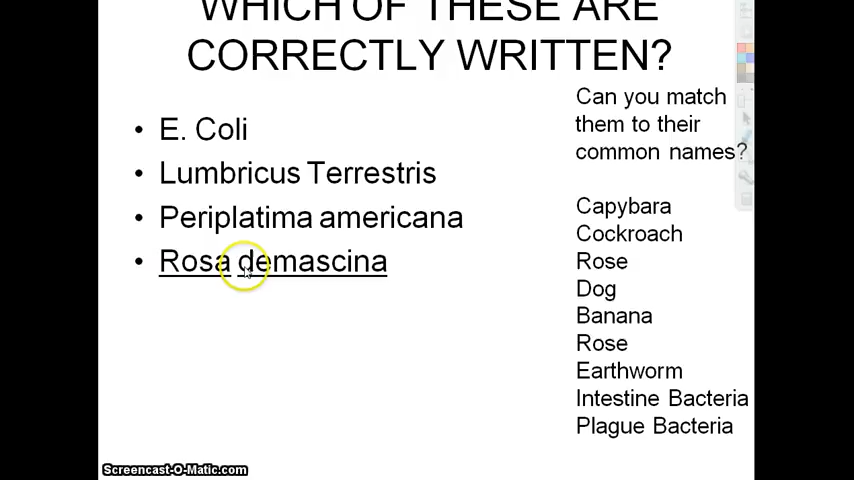 WHICH OF THESE ARE
CORRECTLY WRITTEN?
• E. Coli
• Lumbricus Terrestris
• Periplatima americana
• Rosa demascina
Can you match
them to their
common names?
Capybara
Cockroach
Rose
Dog
Banana
Rose
Earthworm
Intestine Bacteria
Plague Bacteria
Screencast-O-Matic.com